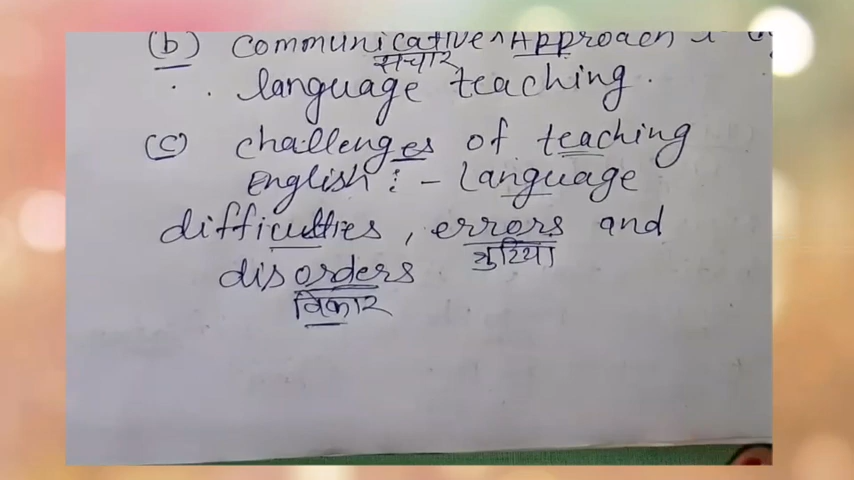 (b) communicative Approach
संचार
language teaching.
(c) challenges of teaching
English :- Language
difficulties, errors and
त्रुटिया
disorders
विकार